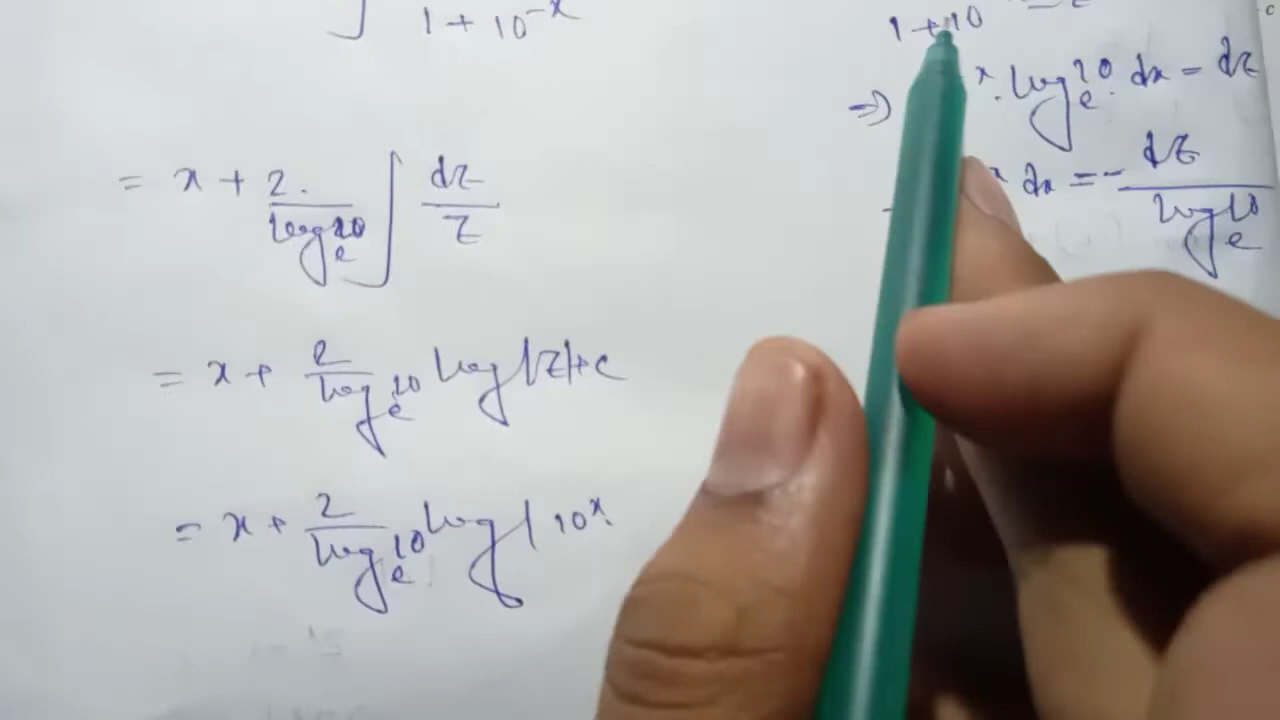 ∫ 1 + 10^-x
1 + 10 = z
⇒ x . log_e 10 . dx = dz
x dx = - dz / log_e 10
= x + 2. / log_e 10 ∫ dz / z
= x + 2 / log_e 10 log |z| + c
= x + 2 / log_e 10 log | 10^x.